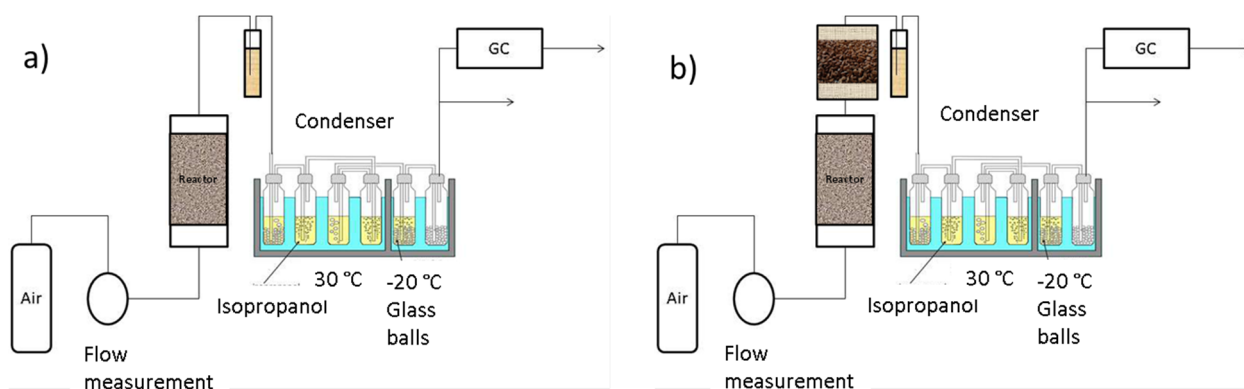 a)
GC
Condenser
Reactor
Air
30 °C
-20 °C
Isopropanol
Glass
balls
Flow
measurement
b)
GC
Condenser
Reactor
Air
30 °C
-20 °C
Isopropanol
Glass
balls
Flow
measurement